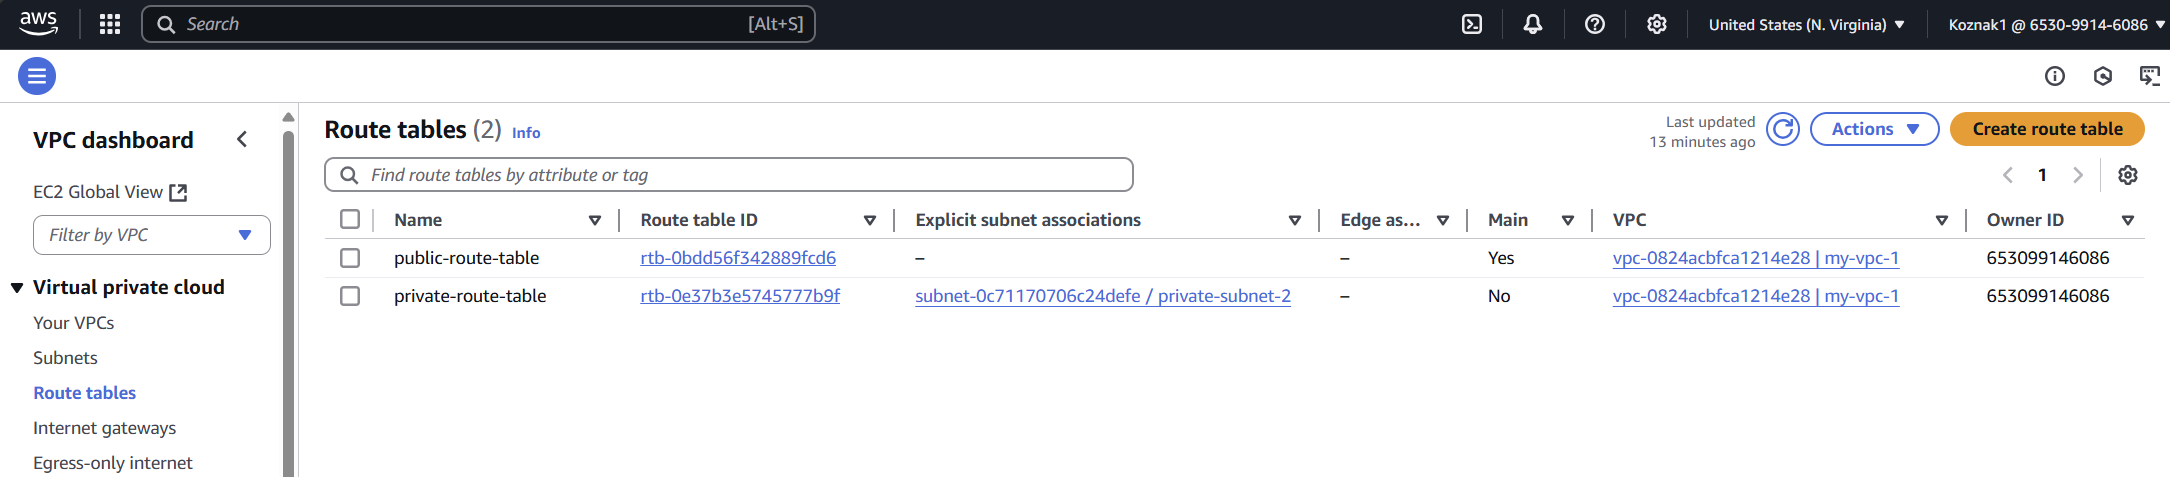 aws
Search [Alt+S]
United States (N. Virginia)
Koznak1 @ 6530-9914-6086
VPC dashboard
EC2 Global View
Filter by VPC
Virtual private cloud
Your VPCs
Subnets
Route tables
Internet gateways
Egress-only internet
Route tables (2) Info
Last updated
13 minutes ago
Actions
Create route table
Find route tables by attribute or tag
1
Name Route table ID Explicit subnet associations Edge as... Main VPC Owner ID
public-route-table rtb-0bdd56f342889fcd6 – – Yes vpc-0824acbfca1214e28 | my-vpc-1 653099146086
private-route-table rtb-0e37b3e5745777b9f subnet-0c71170706c24defe / private-subnet-2 – No vpc-0824acbfca1214e28 | my-vpc-1 653099146086